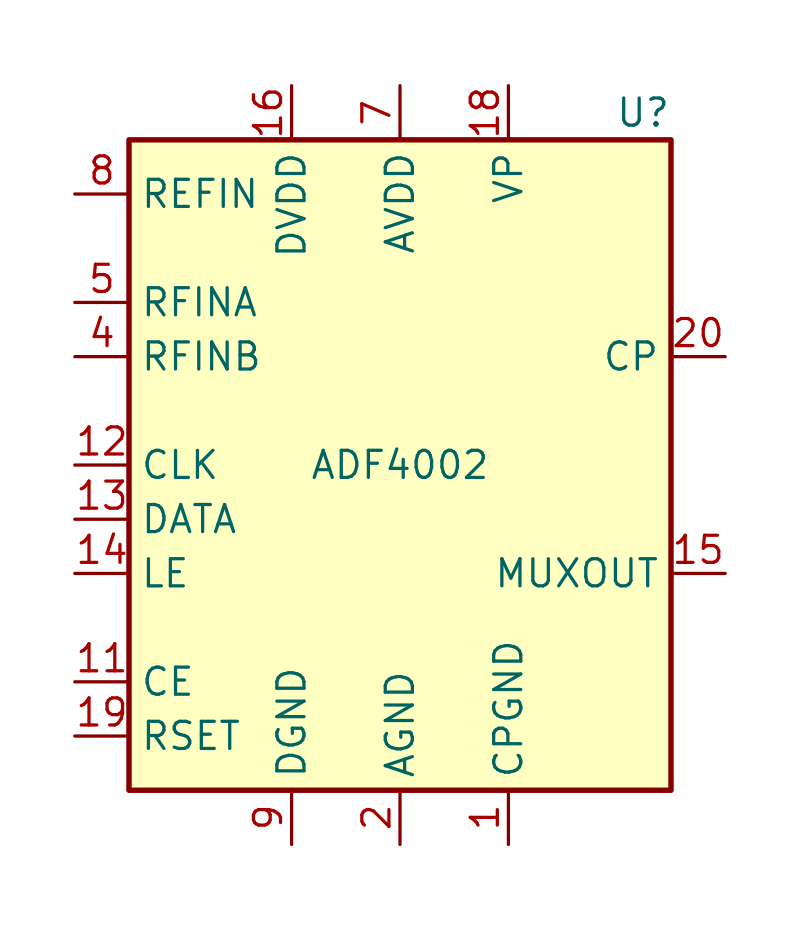 16 7 18 U?
DVDD AVDD VP
8 REFIN
5 RFINA
4 RFINB
CP 20
12 CLK
ADF4002
13 DATA
14 LE
MUXOUT 15
11 CE
19 RSET
DGND AGND CPGND
9 2 1